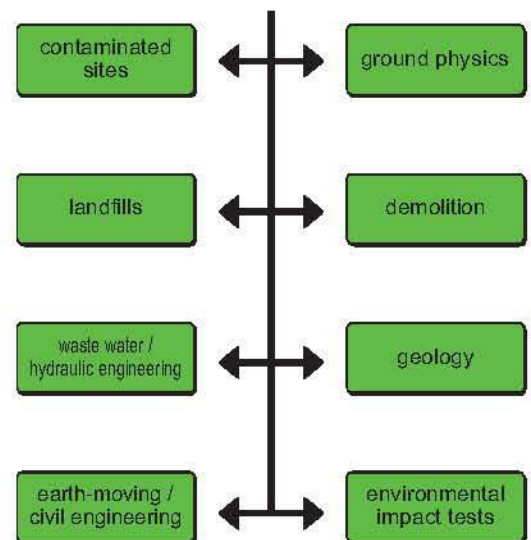 contaminated
sites
ground physics
landfills
demolition
waste water /
hydraulic engineering
geology
earth-moving /
civil engineering
environmental
impact tests